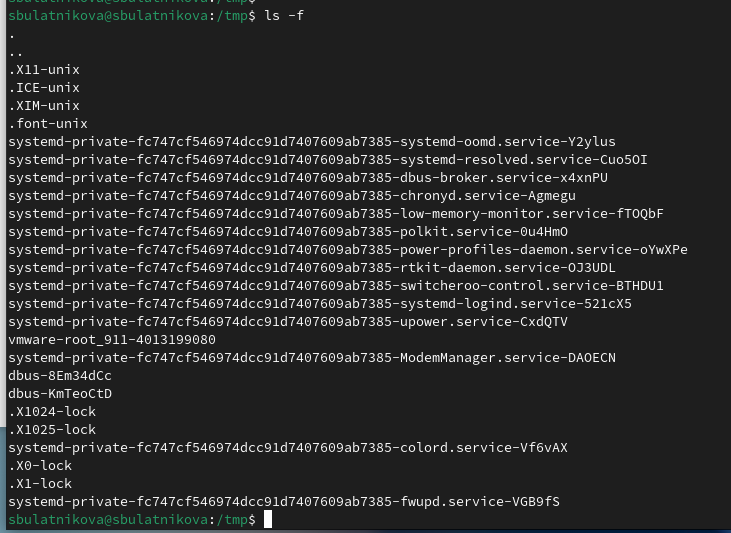 sbulatnikova@sbulatnikova:/tmp$ ls -f
.
..
.X11-unix
.ICE-unix
.XIM-unix
.font-unix
systemd-private-fc747cf546974dcc91d7407609ab7385-systemd-oomd.service-Y2ylus
systemd-private-fc747cf546974dcc91d7407609ab7385-systemd-resolved.service-Cuo5OI
systemd-private-fc747cf546974dcc91d7407609ab7385-dbus-broker.service-x4xnPU
systemd-private-fc747cf546974dcc91d7407609ab7385-chronyd.service-Agmegu
systemd-private-fc747cf546974dcc91d7407609ab7385-low-memory-monitor.service-fTOQbF
systemd-private-fc747cf546974dcc91d7407609ab7385-polkit.service-0u4HmO
systemd-private-fc747cf546974dcc91d7407609ab7385-power-profiles-daemon.service-oYwXPe
systemd-private-fc747cf546974dcc91d7407609ab7385-rtkit-daemon.service-OJ3UDL
systemd-private-fc747cf546974dcc91d7407609ab7385-switcheroo-control.service-BTHDU1
systemd-private-fc747cf546974dcc91d7407609ab7385-systemd-logind.service-521cX5
systemd-private-fc747cf546974dcc91d7407609ab7385-upower.service-CxdQTV
vmware-root_911-4013199080
systemd-private-fc747cf546974dcc91d7407609ab7385-ModemManager.service-DAOECN
dbus-8Em34dCc
dbus-KmTeoCtD
.X1024-lock
.X1025-lock
systemd-private-fc747cf546974dcc91d7407609ab7385-colord.service-Vf6vAX
.X0-lock
.X1-lock
systemd-private-fc747cf546974dcc91d7407609ab7385-fwupd.service-VGB9fS
sbulatnikova@sbulatnikova:/tmp$